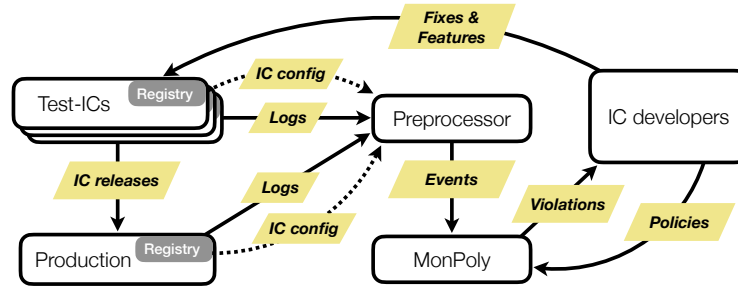 Fixes &
Features
Registry
IC config
Test-ICs
Logs
Preprocessor
IC developers
IC releases
Logs
Events
IC config
Violations
Policies
Registry
Production
MonPoly